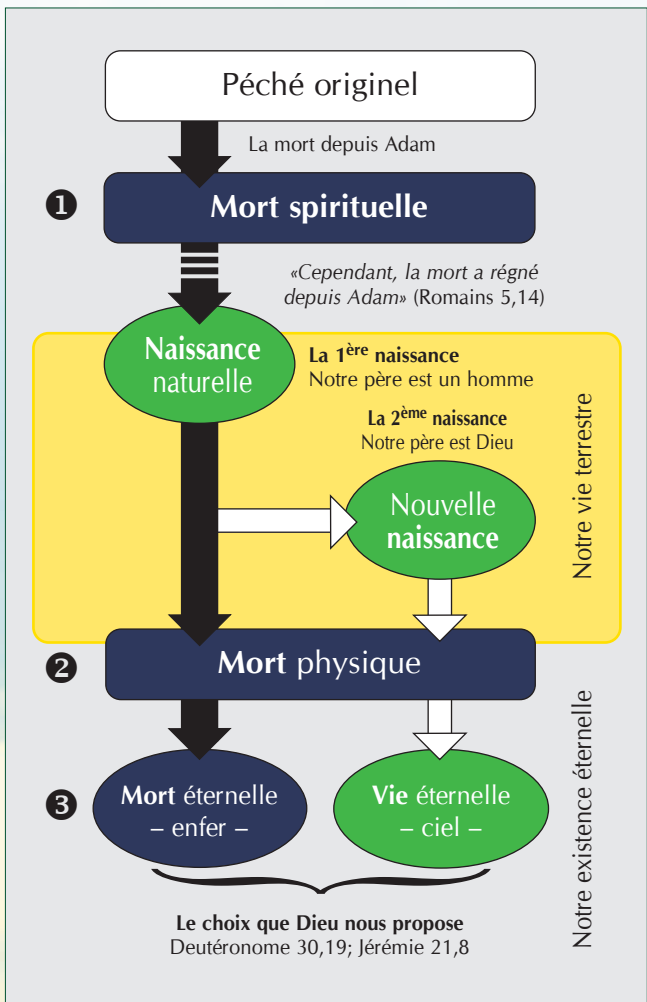 Péché originel
La mort depuis Adam
❶
Mort spirituelle
«Cependant, la mort a régné
depuis Adam» (Romains 5,14)
Naissance
naturelle
La 1ère naissance
Notre père est un homme
La 2ème naissance
Notre père est Dieu
Nouvelle
naissance
Notre vie terrestre
❷
Mort physique
❸
Mort éternelle
– enfer –
Vie éternelle
– ciel –
Notre existence éternelle
Le choix que Dieu nous propose
Deutéronome 30,19; Jérémie 21,8